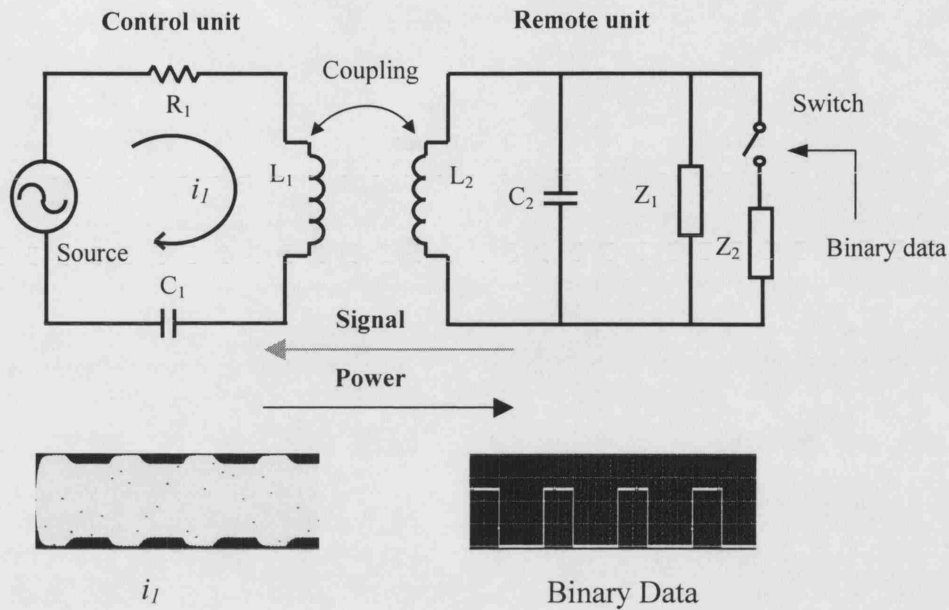 Control unit
Remote unit
Coupling
R₁
Switch
L₁
L₂
C₂
Z₁
i₁
Source
Z₂
Binary data
C₁
Signal
Power
i₁
Binary Data